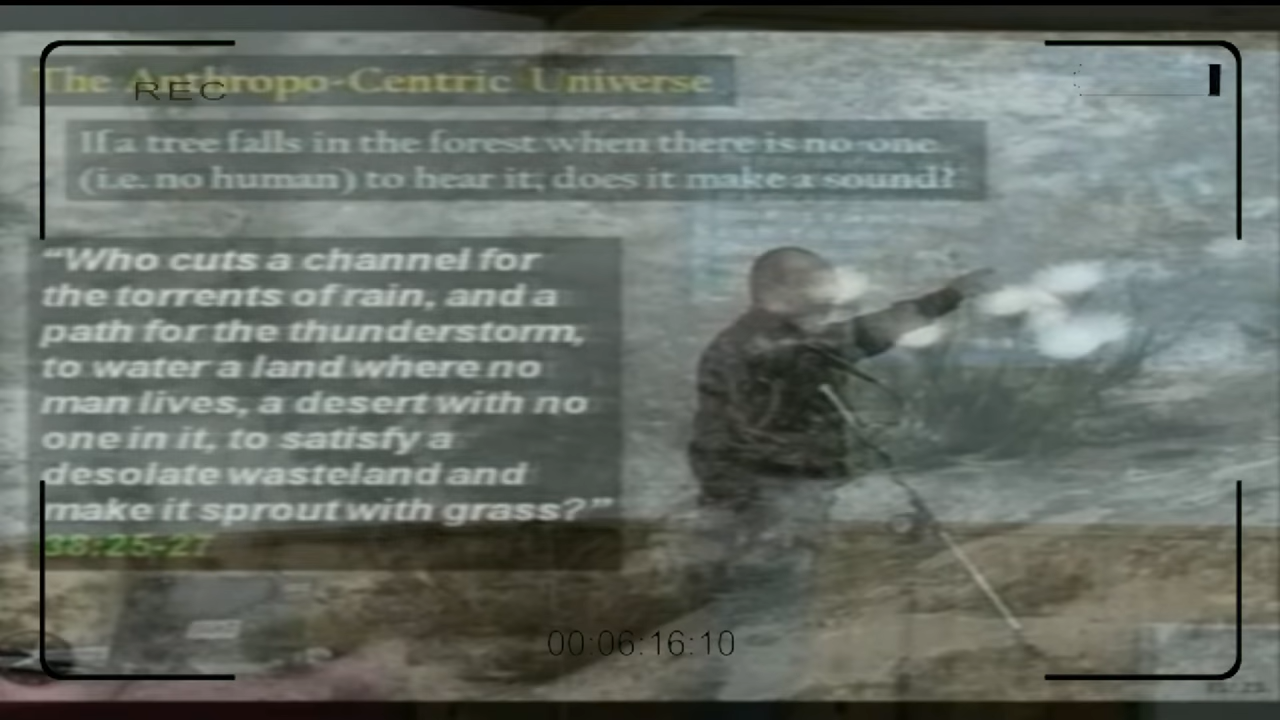 The Anthropo-Centric Universe
REC
If a tree falls in the forest when there is no-one
(i.e. no human) to hear it, does it make a sound?
“Who cuts a channel for
the torrents of rain, and a
path for the thunderstorm,
to water a land where no
man lives, a desert with no
one in it, to satisfy a
desolate wasteland and
make it sprout with grass?”
38:25-27
00:06:16:10